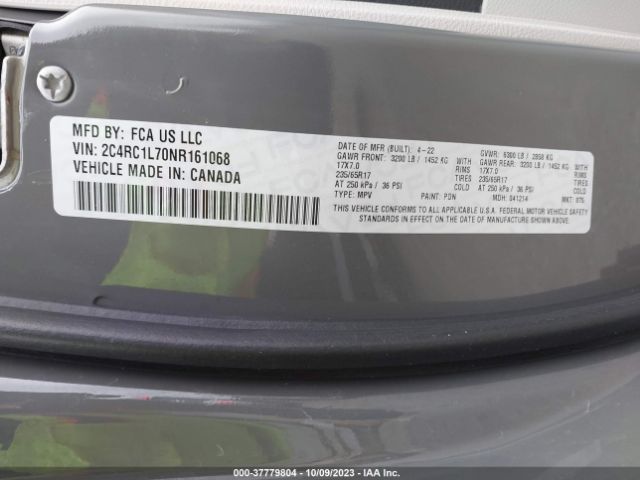 MFD BY: FCA US LLC
VIN: 2C4RC1L70NR161068
VEHICLE MADE IN: CANADA
DATE OF MFR (BUILT): 4-22 GVWR: 6300 LB / 2858 KG
GAWR FRONT: 3200 LB / 1452 KG GAWR REAR: 3200 LB / 1452 KG
17X7.0 RIMS 17X7.0 RIMS
235/65R17 TIRES 235/65R17 TIRES
AT 250 kPa / 36 PSI COLD AT 250 kPa / 36 PSI COLD
TYPE: MPV PAINT: PDN MDH: 041214 MKT:
THIS VEHICLE CONFORMS TO ALL APPLICABLE U.S.A. FEDERAL MOTOR VEHICLE SAFETY
STANDARDS IN EFFECT ON THE DATE OF MANUFACTURE SHOWN ABOVE.
000-37779804 | 10/09/2023 | IAA Inc.